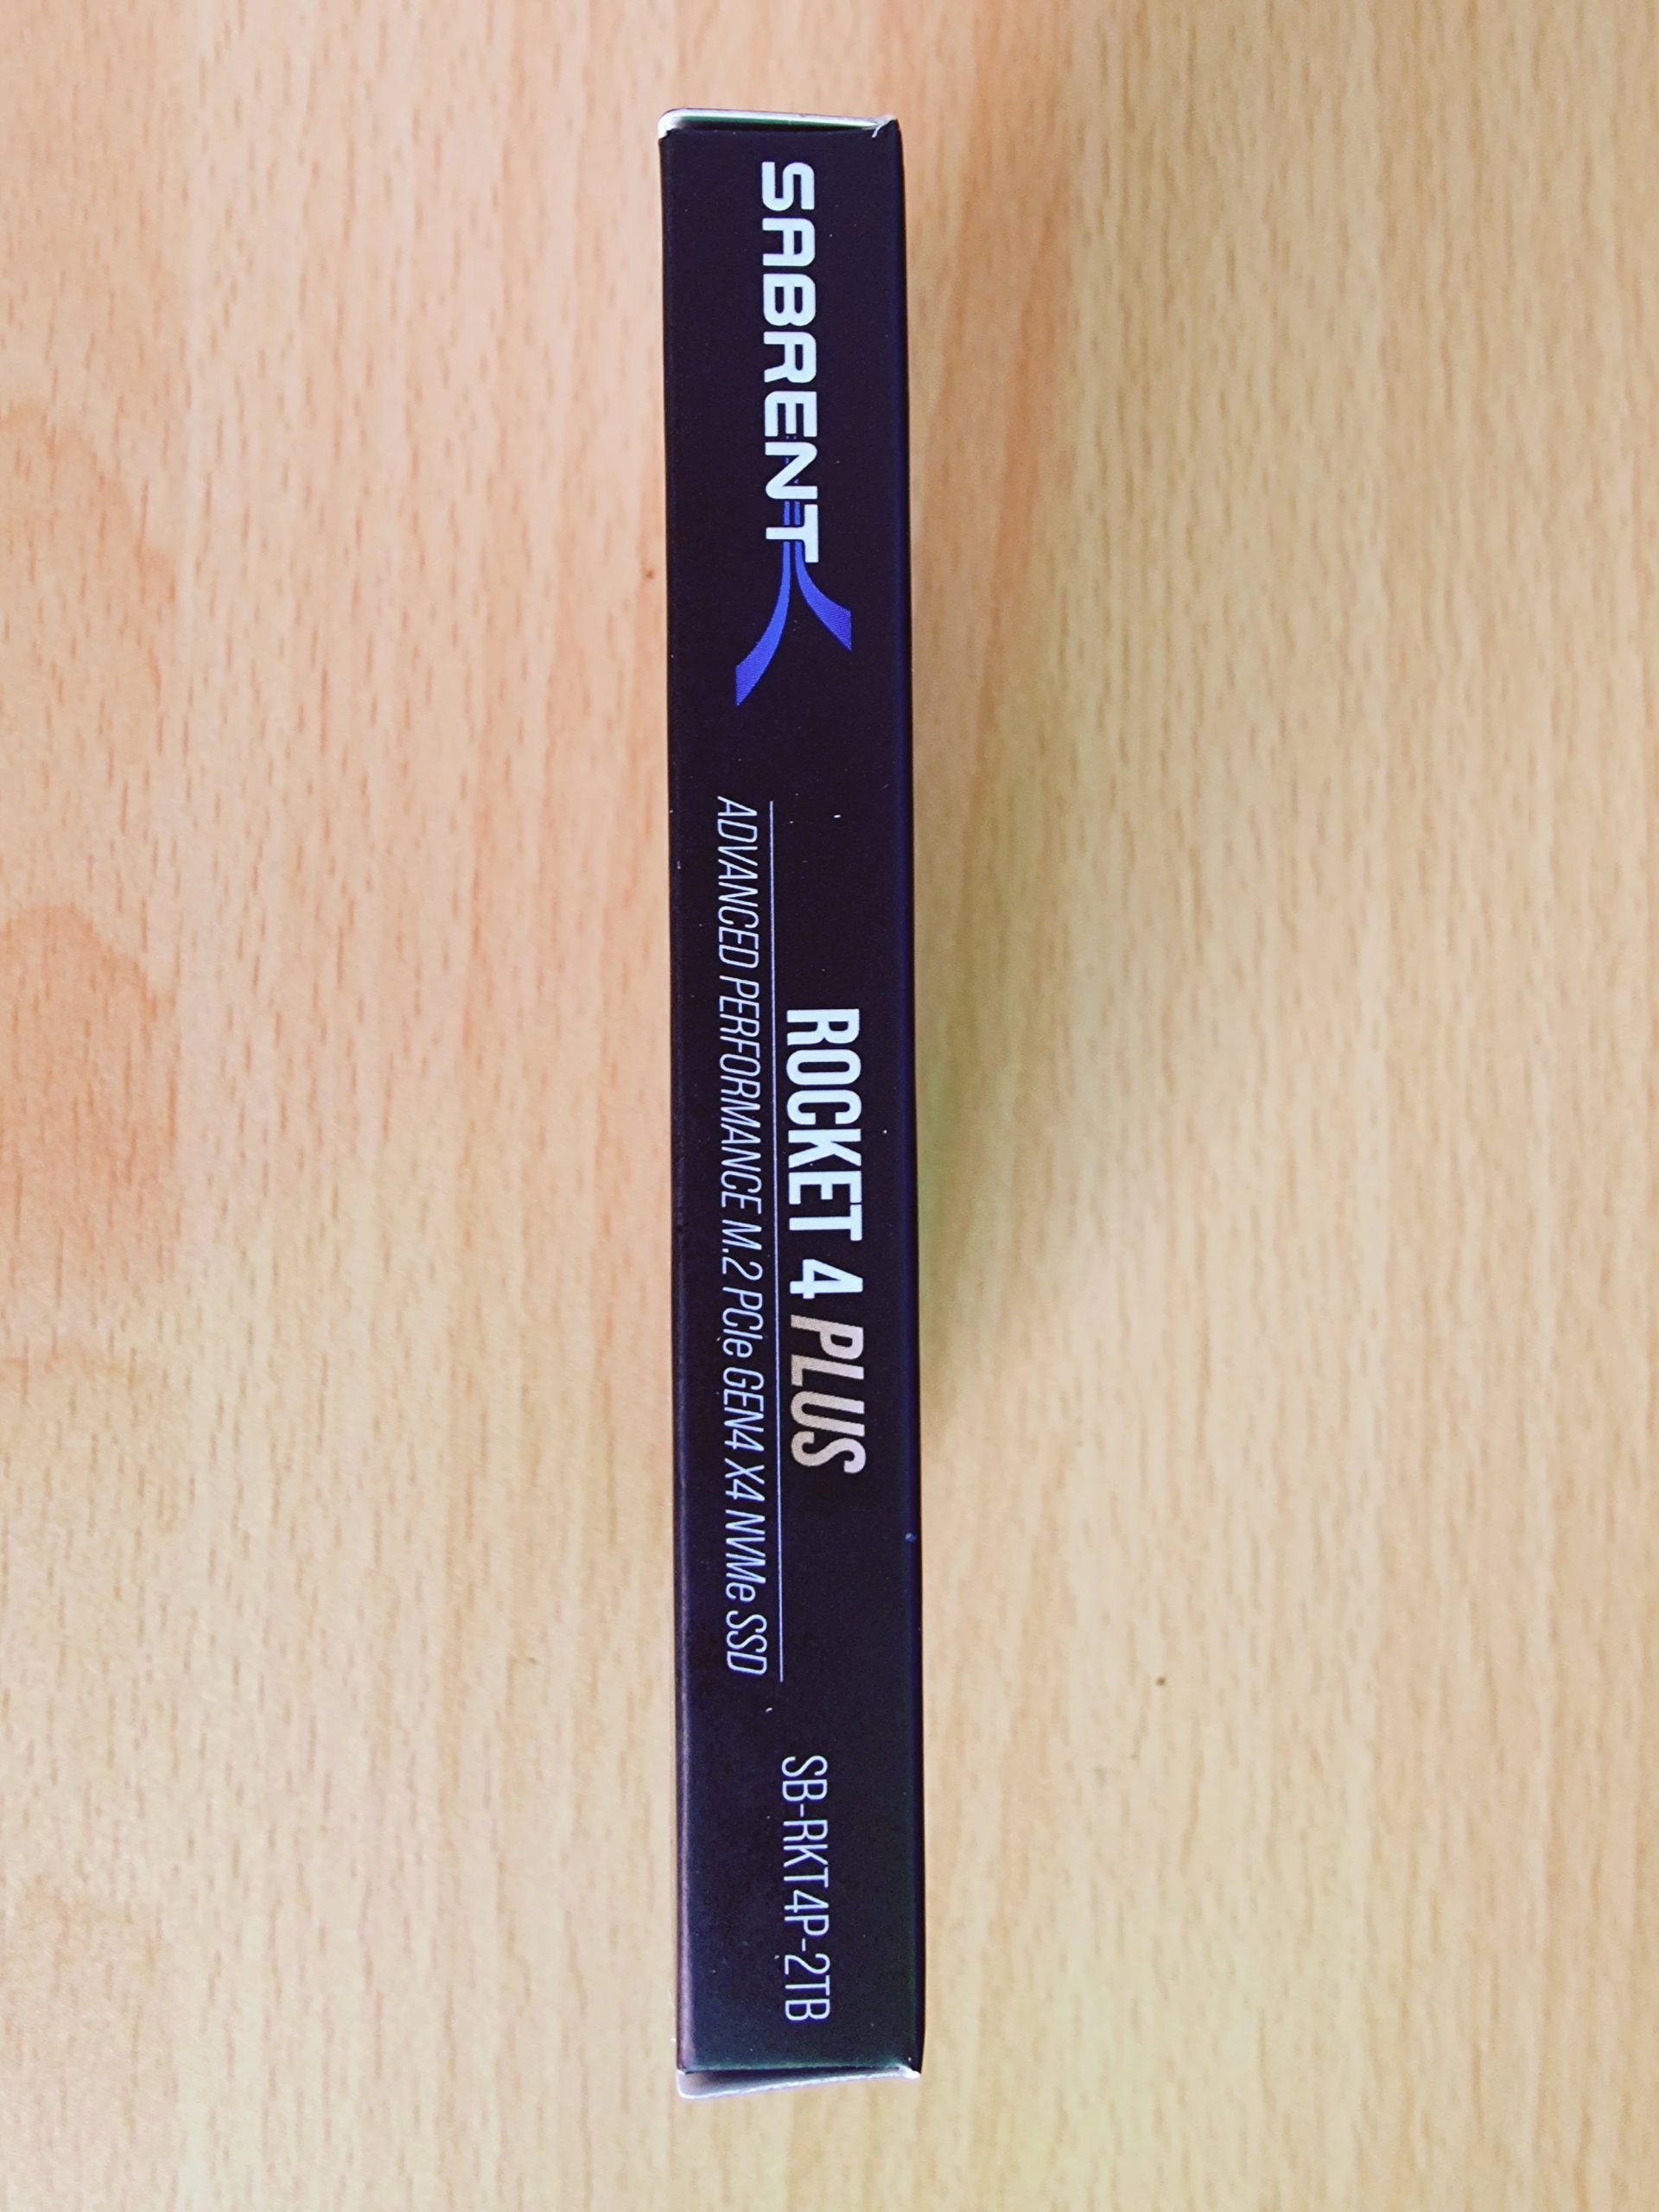 SABRENT
ROCKET 4 PLUS
ADVANCED PERFORMANCE M.2 PCIe GEN4 X4 NVMe SSD
SB-RKT4P-2TB